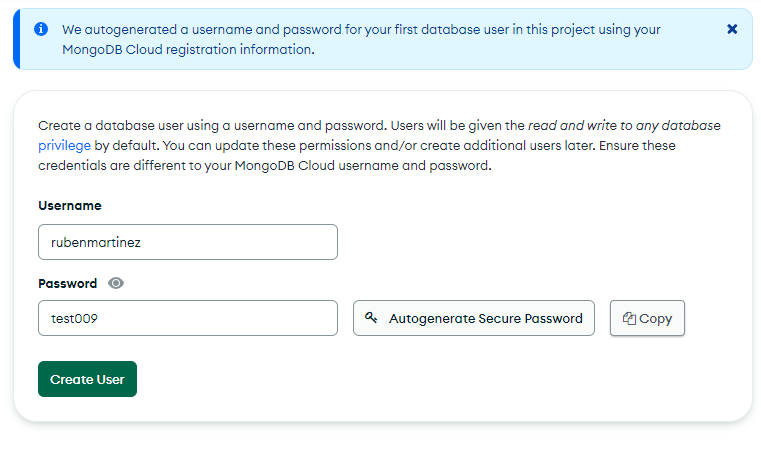 We autogenerated a username and password for your first database user in this project using your
MongoDB Cloud registration information.
Create a database user using a username and password. Users will be given the read and write to any database
privilege by default. You can update these permissions and/or create additional users later. Ensure these
credentials are different to your MongoDB Cloud username and password.
Username
rubenmartinez
Password
test009
Autogenerate Secure Password
Copy
Create User